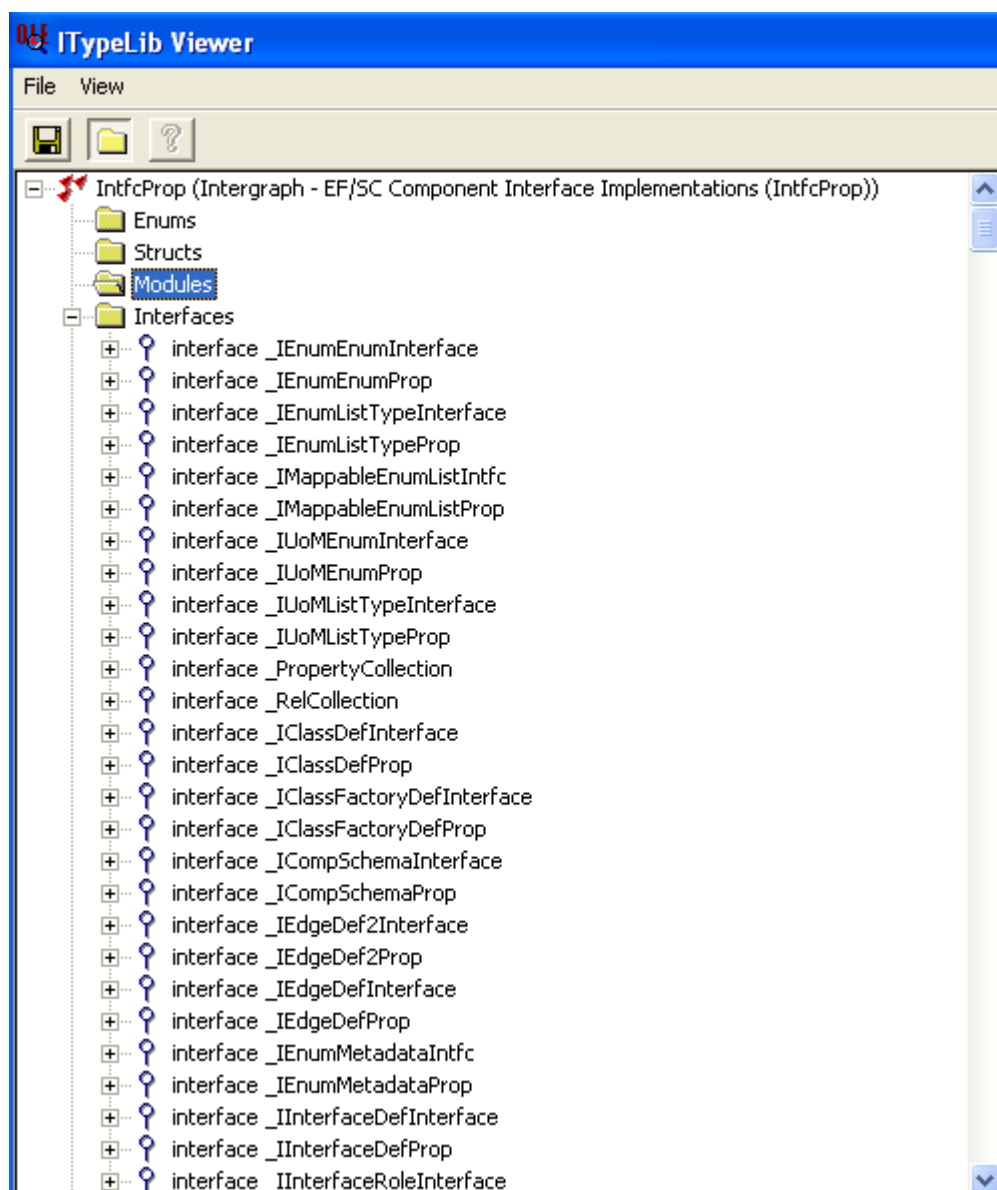 ITypeLib Viewer
File View
IntfcProp (Intergraph - EF/SC Component Interface Implementations (IntfcProp))
Enums
Structs
Modules
Interfaces
interface _IEnumEnumInterface
interface _IEnumEnumProp
interface _IEnumListTypeInterface
interface _IEnumListTypeProp
interface _IMappableEnumListIntfc
interface _IMappableEnumListProp
interface _IUoMEnumInterface
interface _IUoMEnumProp
interface _IUoMListTypeInterface
interface _IUoMListTypeProp
interface _PropertyCollection
interface _RelCollection
interface _IClassDefInterface
interface _IClassDefProp
interface _IClassFactoryDefInterface
interface _IClassFactoryDefProp
interface _ICompSchemaInterface
interface _ICompSchemaProp
interface _IEdgeDef2Interface
interface _IEdgeDef2Prop
interface _IEdgeDefInterface
interface _IEdgeDefProp
interface _IEnumMetadataIntfc
interface _IEnumMetadataProp
interface _IInterfaceDefInterface
interface _IInterfaceDefProp
interface IInterfaceRoleInterface